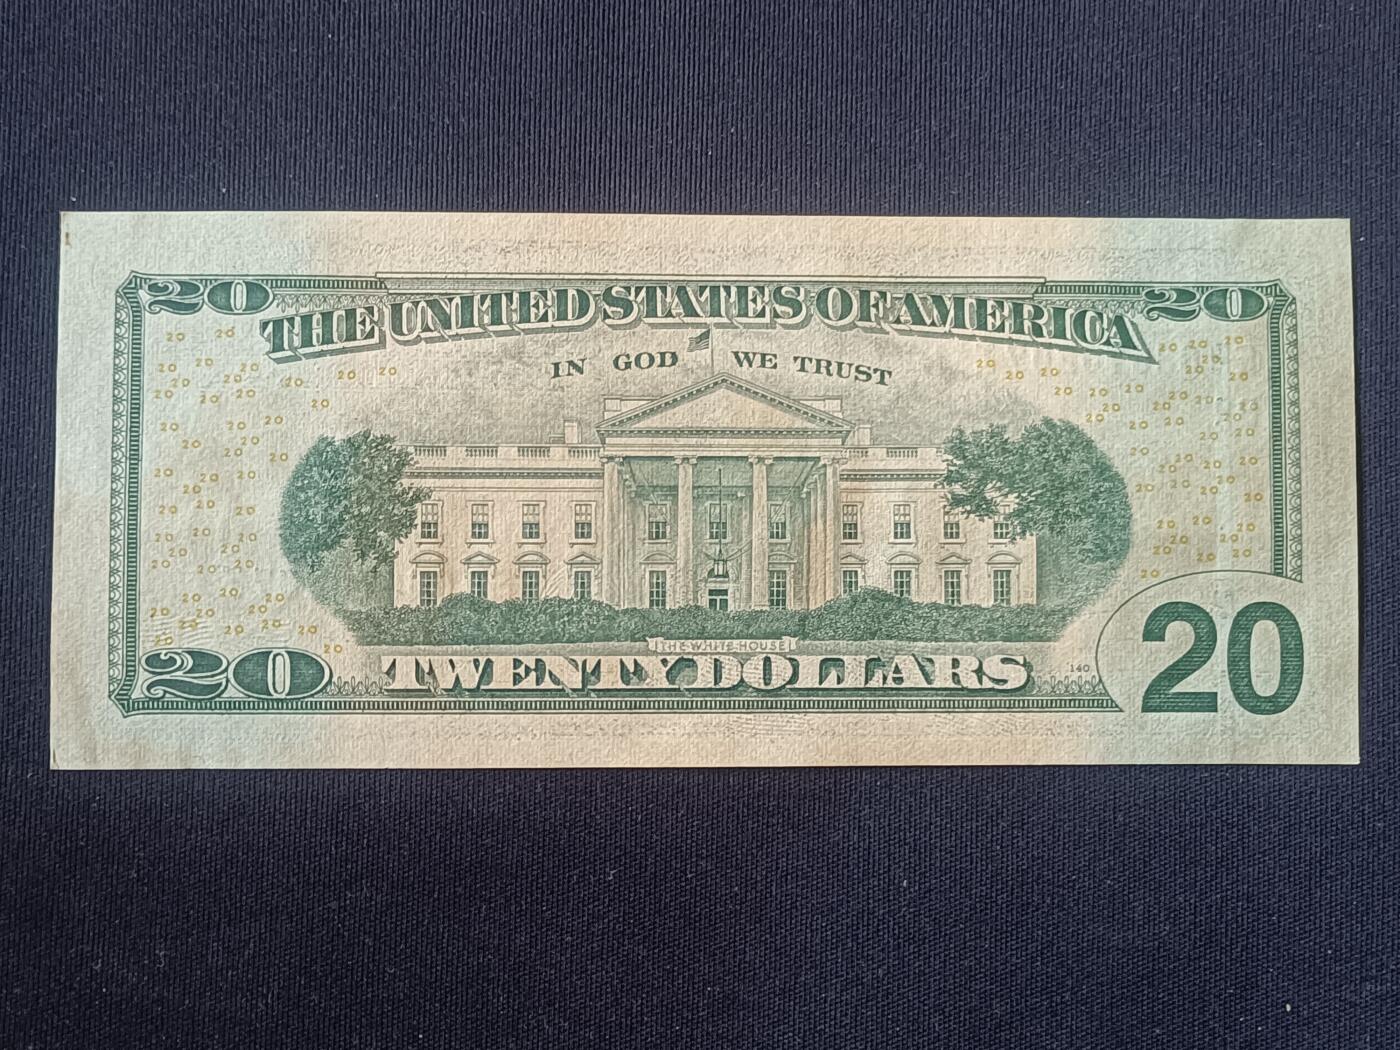 20 20
THE UNITED STATES OF AMERICA
IN GOD WE TRUST
THE WHITE HOUSE
20 TWENTY DOLLARS 140 20